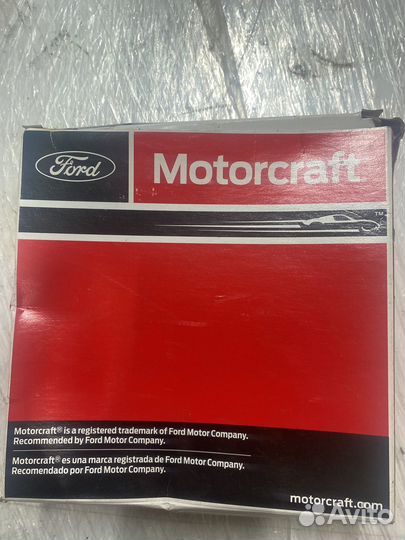 Ford
Motorcraft
TM
Motorcraft® is a registered trademark of Ford Motor Company.
Recommended by Ford Motor Company.
Motorcraft® es una marca registrada de Ford Motor Company.
Recomendado por Ford Motor Company.
motorcraft.com
Avito